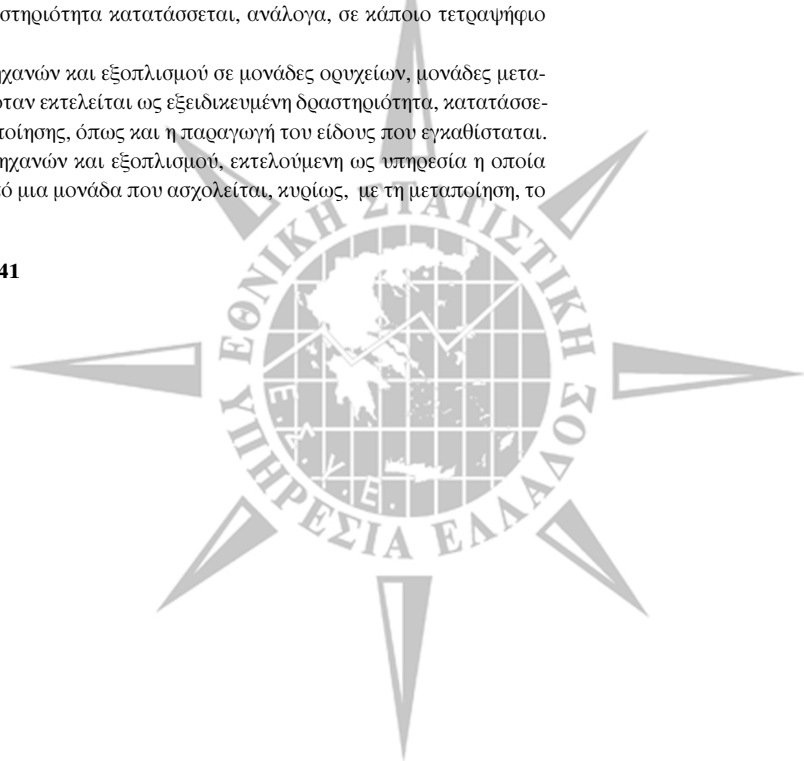 στηριότητα κατατάσσεται, ανάλογα, σε κάποιο τετραψήφιο
ηχανών και εξοπλισμού σε μονάδες ορυχείων, μονάδες μετα-
όταν εκτελείται ως εξειδικευμένη δραστηριότητα, κατατάσσε-
ποίησης, όπως και η παραγωγή του είδους που εγκαθίσταται.
ηχανών και εξοπλισμού, εκτελούμενη ως υπηρεσία η οποία
ό μια μονάδα που ασχολείται, κυρίως, με τη μεταποίηση, το
41
ΕΘΝΙΚΗ ΣΤΑΤΙΣΤΙΚΗ
ΥΠΗΡΕΣΙΑ ΕΛΛΑΔΟΣ
Ε.Σ.Υ.Ε.